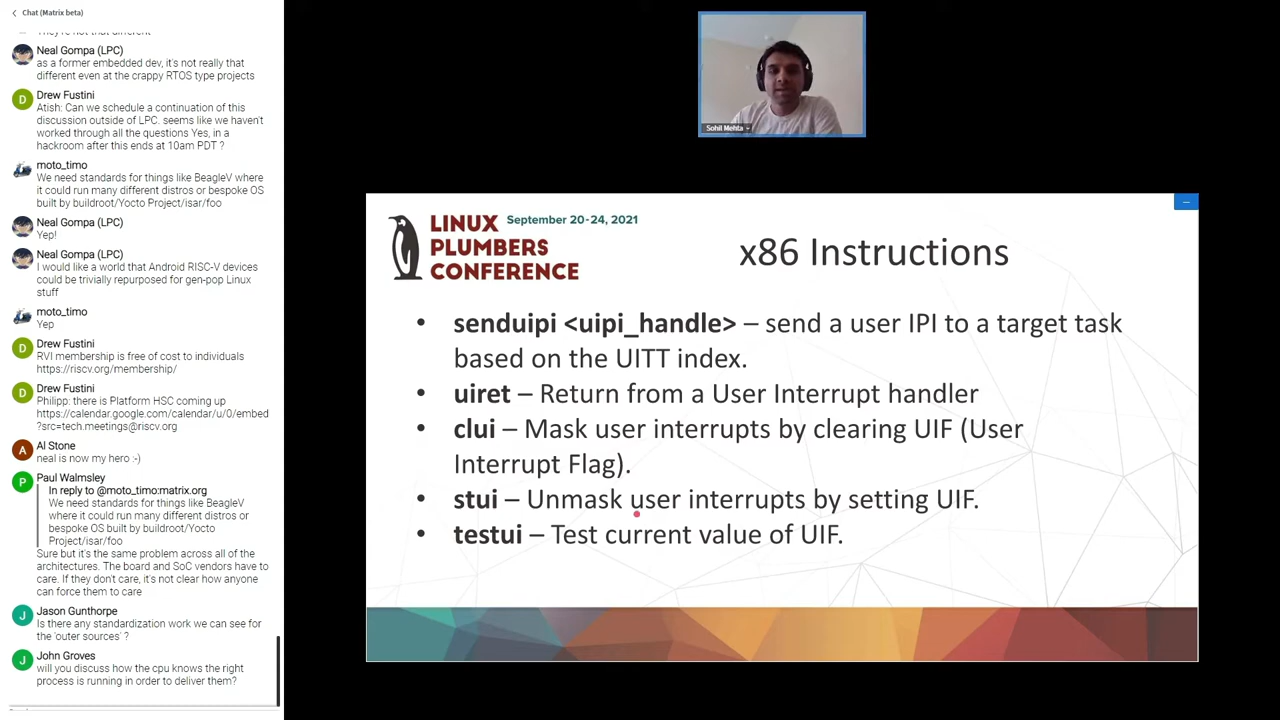 Chat (Matrix beta)
They're not that different
Neal Gompa (LPC)
as a former embedded dev, it's not really that
different even at the crappy RTOS type projects
D
Drew Fustini
Atish: Can we schedule a continuation of this
discussion outside of LPC. seems like we haven't
worked through all the questions Yes, in a
hackroom after this ends at 10am PDT ?
moto_timo
We need standards for things like BeagleV where
it could run many different distros or bespoke OS
built by buildroot/Yocto Project/isar/foo
Neal Gompa (LPC)
Yep!
Neal Gompa (LPC)
I would like a world that Android RISC-V devices
could be trivially repurposed for gen-pop Linux
stuff
moto_timo
Yep
D
Drew Fustini
RVI membership is free of cost to individuals
https://riscv.org/membership/
D
Drew Fustini
Philipp: there is Platform HSC coming up
https://calendar.google.com/calendar/u/0/embed
?src=tech.meetings@riscv.org
A
Al Stone
neal is now my hero :-)
P
Paul Walmsley
In reply to @moto_timo:matrix.org
We need standards for things like BeagleV
where it could run many different distros or
bespoke OS built by buildroot/Yocto
Project/isar/foo
Sure but it's the same problem across all of the
architectures. The board and SoC vendors have to
care. If they don't care, it's not clear how anyone
can force them to care
J
Jason Gunthorpe
Is there any standardization work we can see for
the 'outer sources' ?
J
John Groves
will you discuss how the cpu knows the right
process is running in order to deliver them?
Sohil Mehta
LINUX
PLUMBERS
CONFERENCE
September 20-24, 2021
x86 Instructions
• senduipi <uipi_handle> – send a user IPI to a target task
based on the UITT index.
• uiret – Return from a User Interrupt handler
• clui – Mask user interrupts by clearing UIF (User
Interrupt Flag).
• stui – Unmask user interrupts by setting UIF.
• testui – Test current value of UIF.